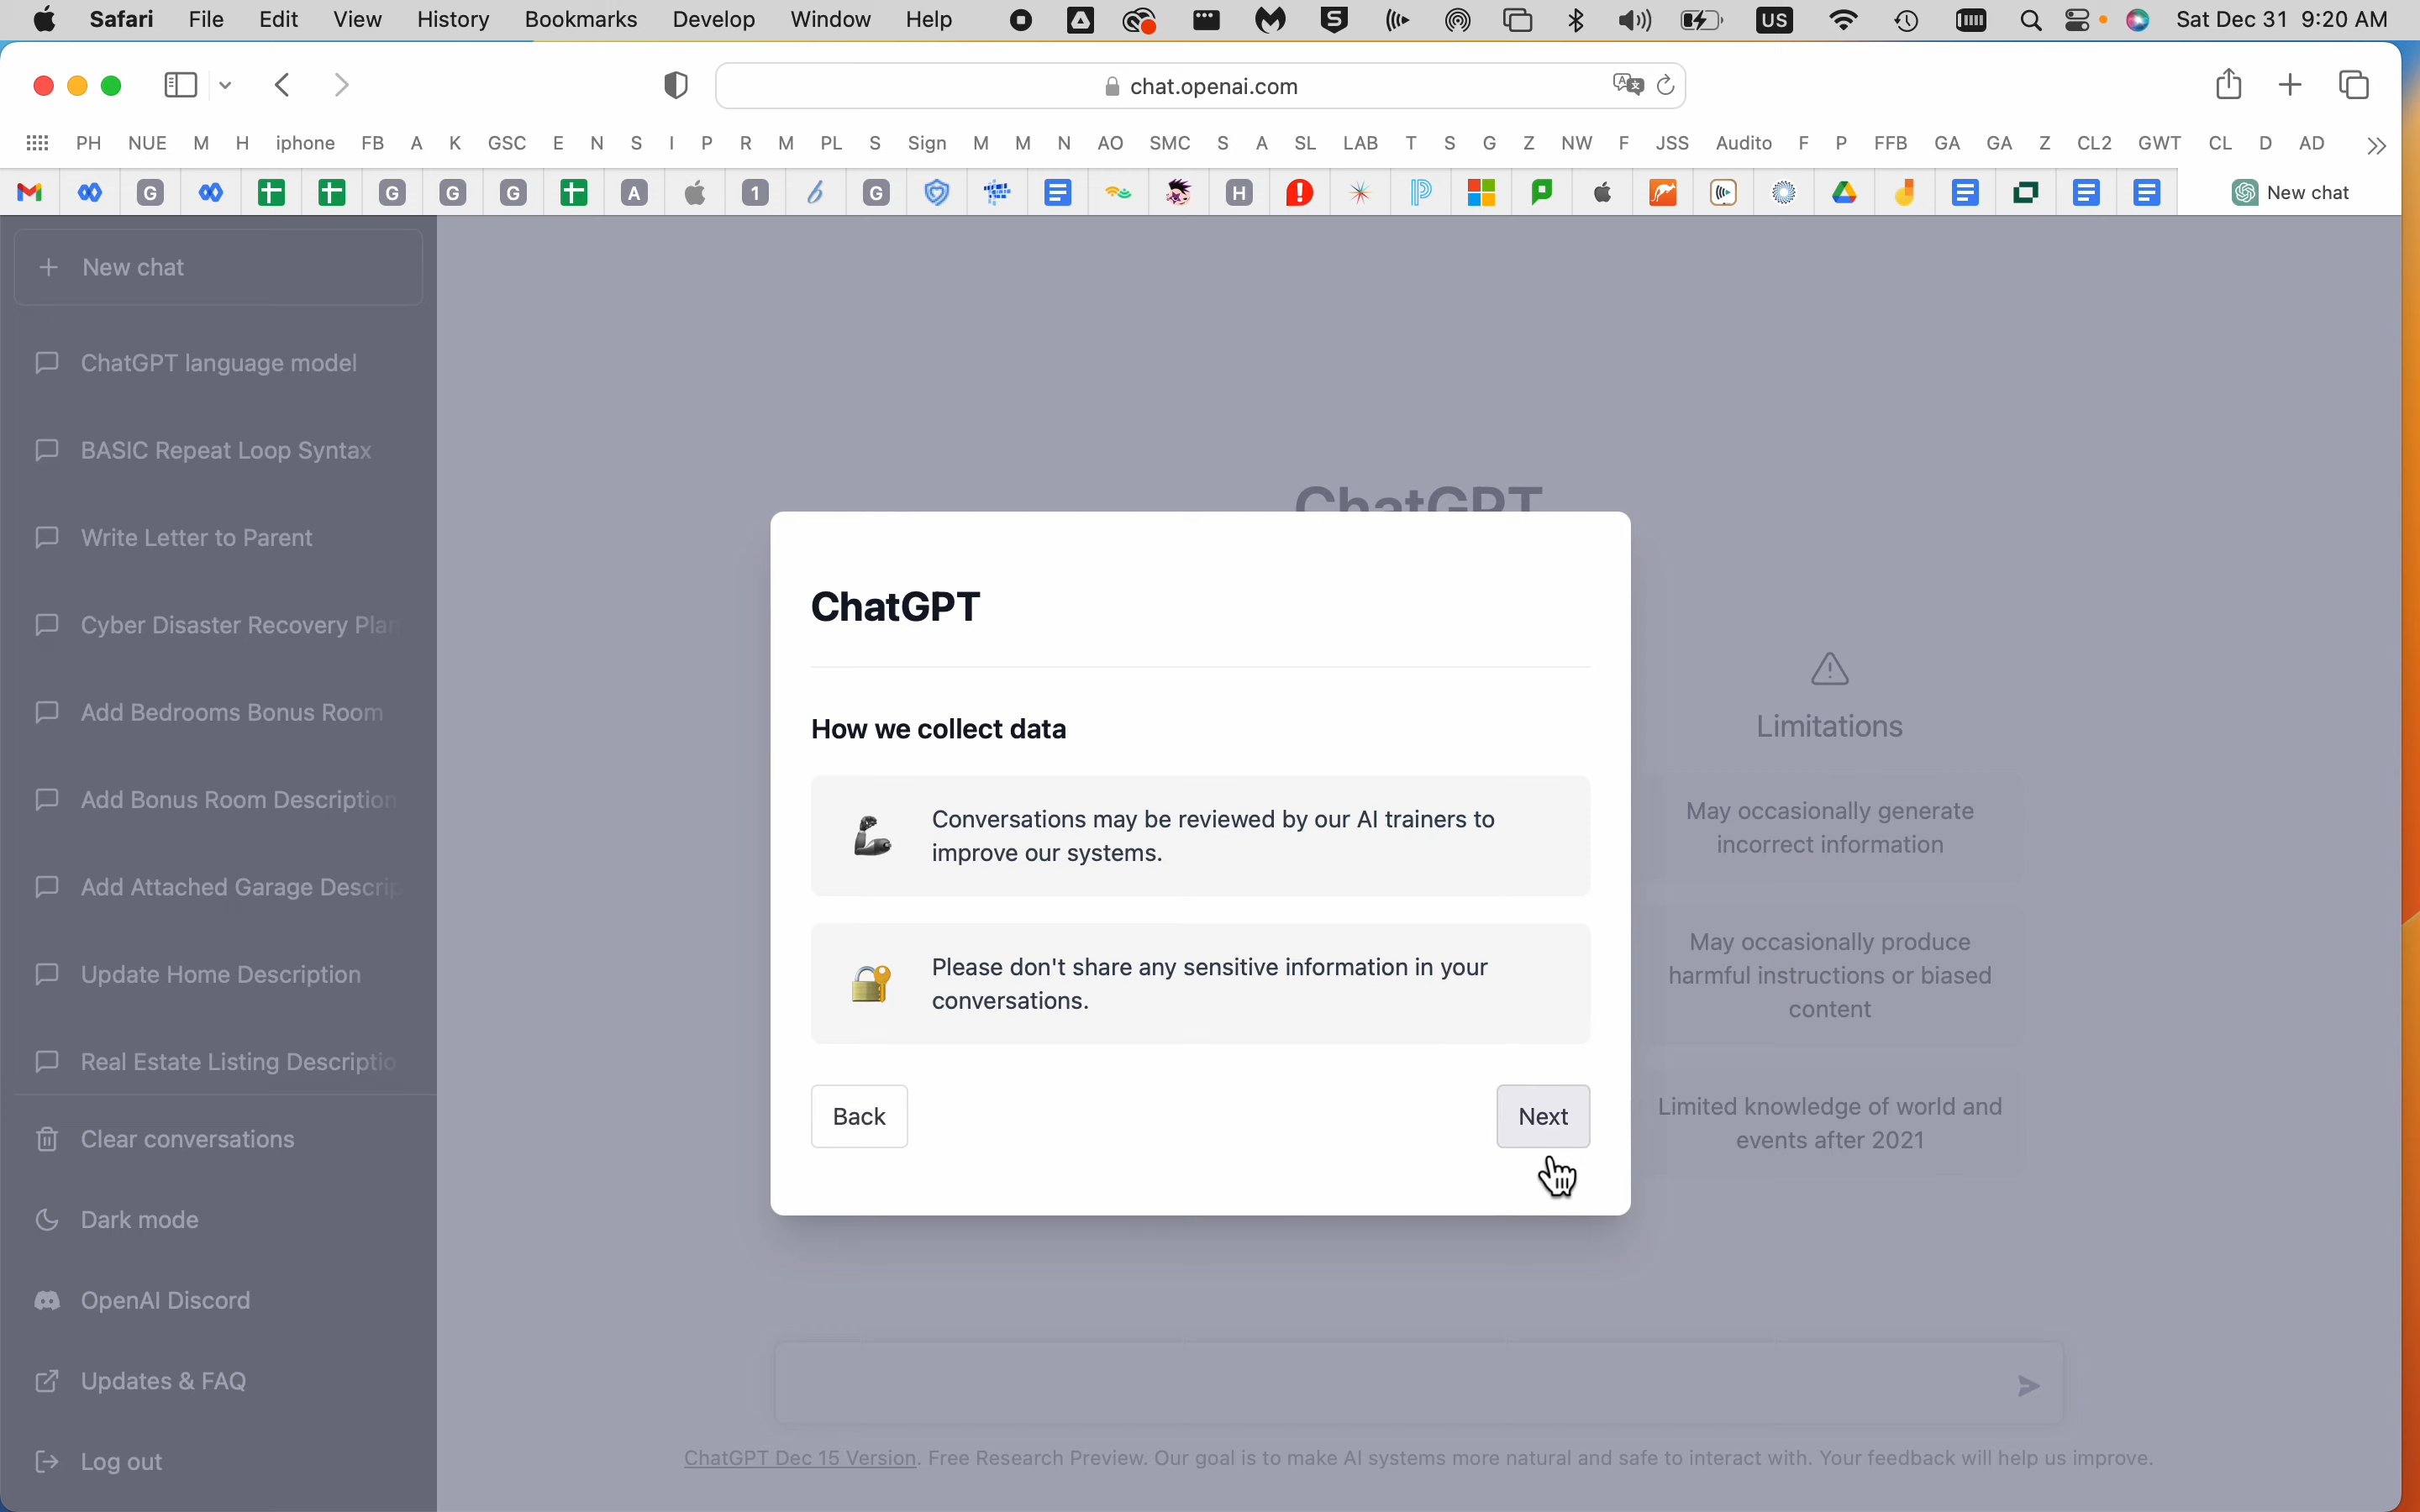 Safari File Edit View History Bookmarks Develop Window Help US Sat Dec 31 9:20 AM
chat.openai.com
PH NUE M H iphone FB A K GSC E N S I P R M PL S Sign M M N AO SMC S A SL LAB T S G Z NW F JSS Audito F P FFB GA GA Z CL2 GWT CL D AD
G G G G A 1 G H New chat
New chat
ChatGPT language model
BASIC Repeat Loop Syntax
Write Letter to Parent
Cyber Disaster Recovery Plan
Add Bedrooms Bonus Room
Add Bonus Room Description
Add Attached Garage Descrip
Update Home Description
Real Estate Listing Descriptio
Clear conversations
Dark mode
OpenAI Discord
Updates & FAQ
Log out
ChatGPT
ChatGPT
How we collect data
Conversations may be reviewed by our AI trainers to
improve our systems.
Please don't share any sensitive information in your
conversations.
Back
Next
Limitations
May occasionally generate
incorrect information
May occasionally produce
harmful instructions or biased
content
Limited knowledge of world and
events after 2021
ChatGPT Dec 15 Version. Free Research Preview. Our goal is to make AI systems more natural and safe to interact with. Your feedback will help us improve.